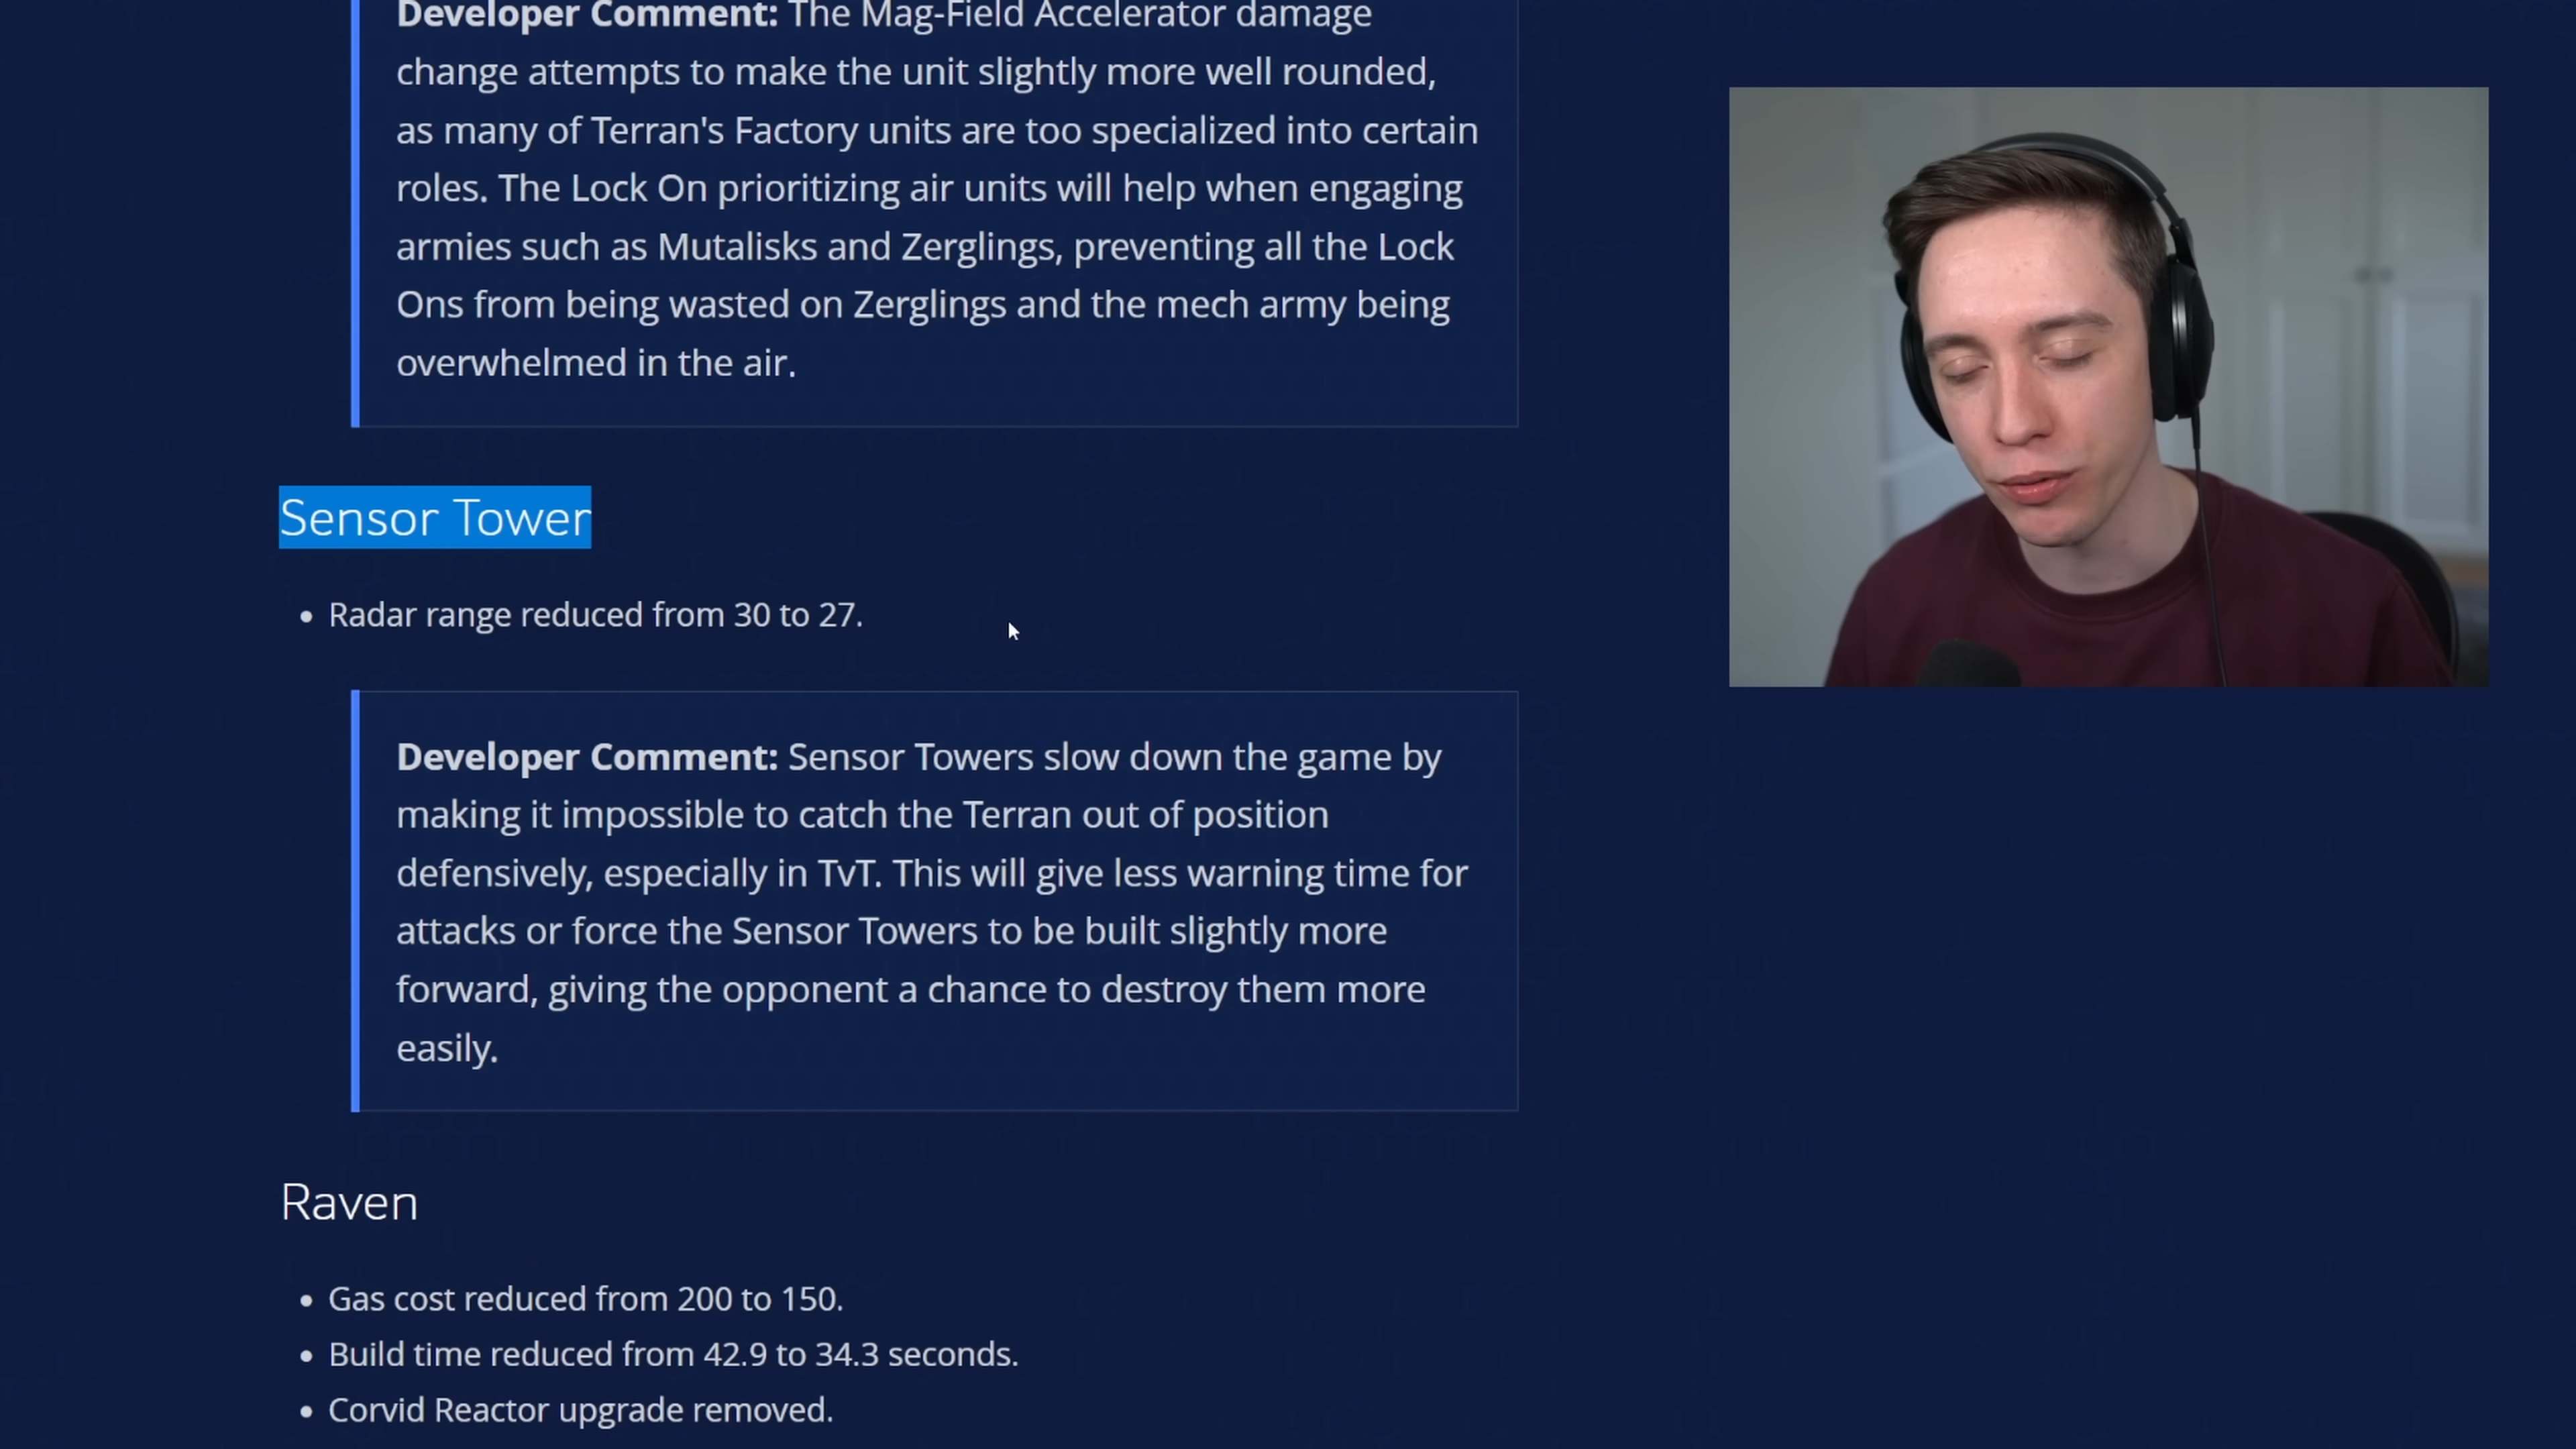 Developer Comment: The Mag-Field Accelerator damage
change attempts to make the unit slightly more well rounded,
as many of Terran's Factory units are too specialized into certain
roles. The Lock On prioritizing air units will help when engaging
armies such as Mutalisks and Zerglings, preventing all the Lock
Ons from being wasted on Zerglings and the mech army being
overwhelmed in the air.
Sensor Tower
• Radar range reduced from 30 to 27.
Developer Comment: Sensor Towers slow down the game by
making it impossible to catch the Terran out of position
defensively, especially in TvT. This will give less warning time for
attacks or force the Sensor Towers to be built slightly more
forward, giving the opponent a chance to destroy them more
easily.
Raven
• Gas cost reduced from 200 to 150.
• Build time reduced from 42.9 to 34.3 seconds.
• Corvid Reactor upgrade removed.